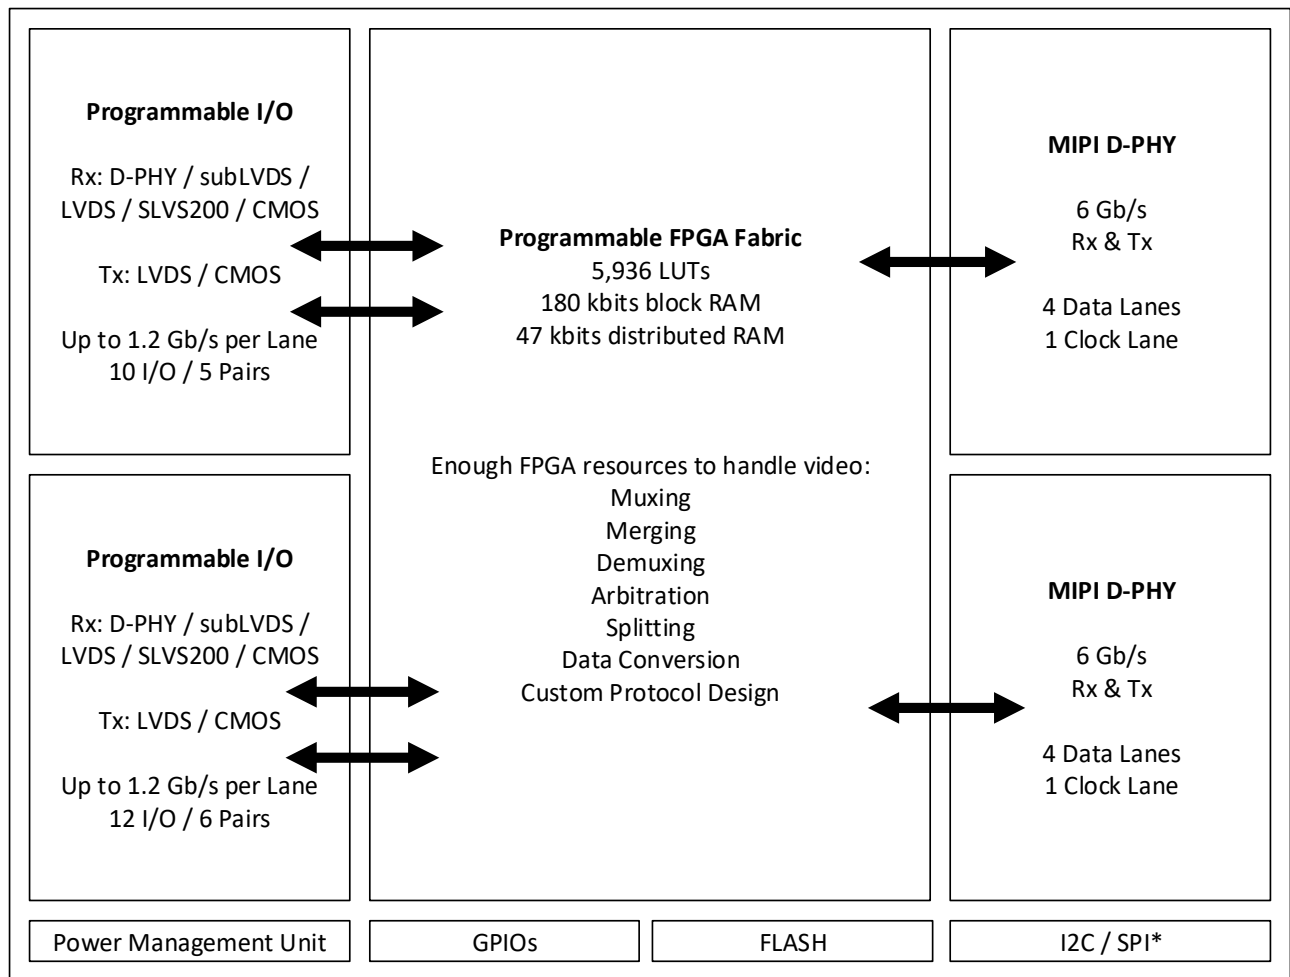 Programmable I/O
Rx: D-PHY / subLVDS /
LVDS / SLVS200 / CMOS
Tx: LVDS / CMOS
Up to 1.2 Gb/s per Lane
10 I/O / 5 Pairs
Programmable FPGA Fabric
5,936 LUTs
180 kbits block RAM
47 kbits distributed RAM
Enough FPGA resources to handle video:
Muxing
Merging
Demuxing
Arbitration
Splitting
Data Conversion
Custom Protocol Design
MIPI D-PHY
6 Gb/s
Rx & Tx
4 Data Lanes
1 Clock Lane
Programmable I/O
Rx: D-PHY / subLVDS /
LVDS / SLVS200 / CMOS
Tx: LVDS / CMOS
Up to 1.2 Gb/s per Lane
12 I/O / 6 Pairs
MIPI D-PHY
6 Gb/s
Rx & Tx
4 Data Lanes
1 Clock Lane
Power Management Unit
GPIOs
FLASH
I2C / SPI*